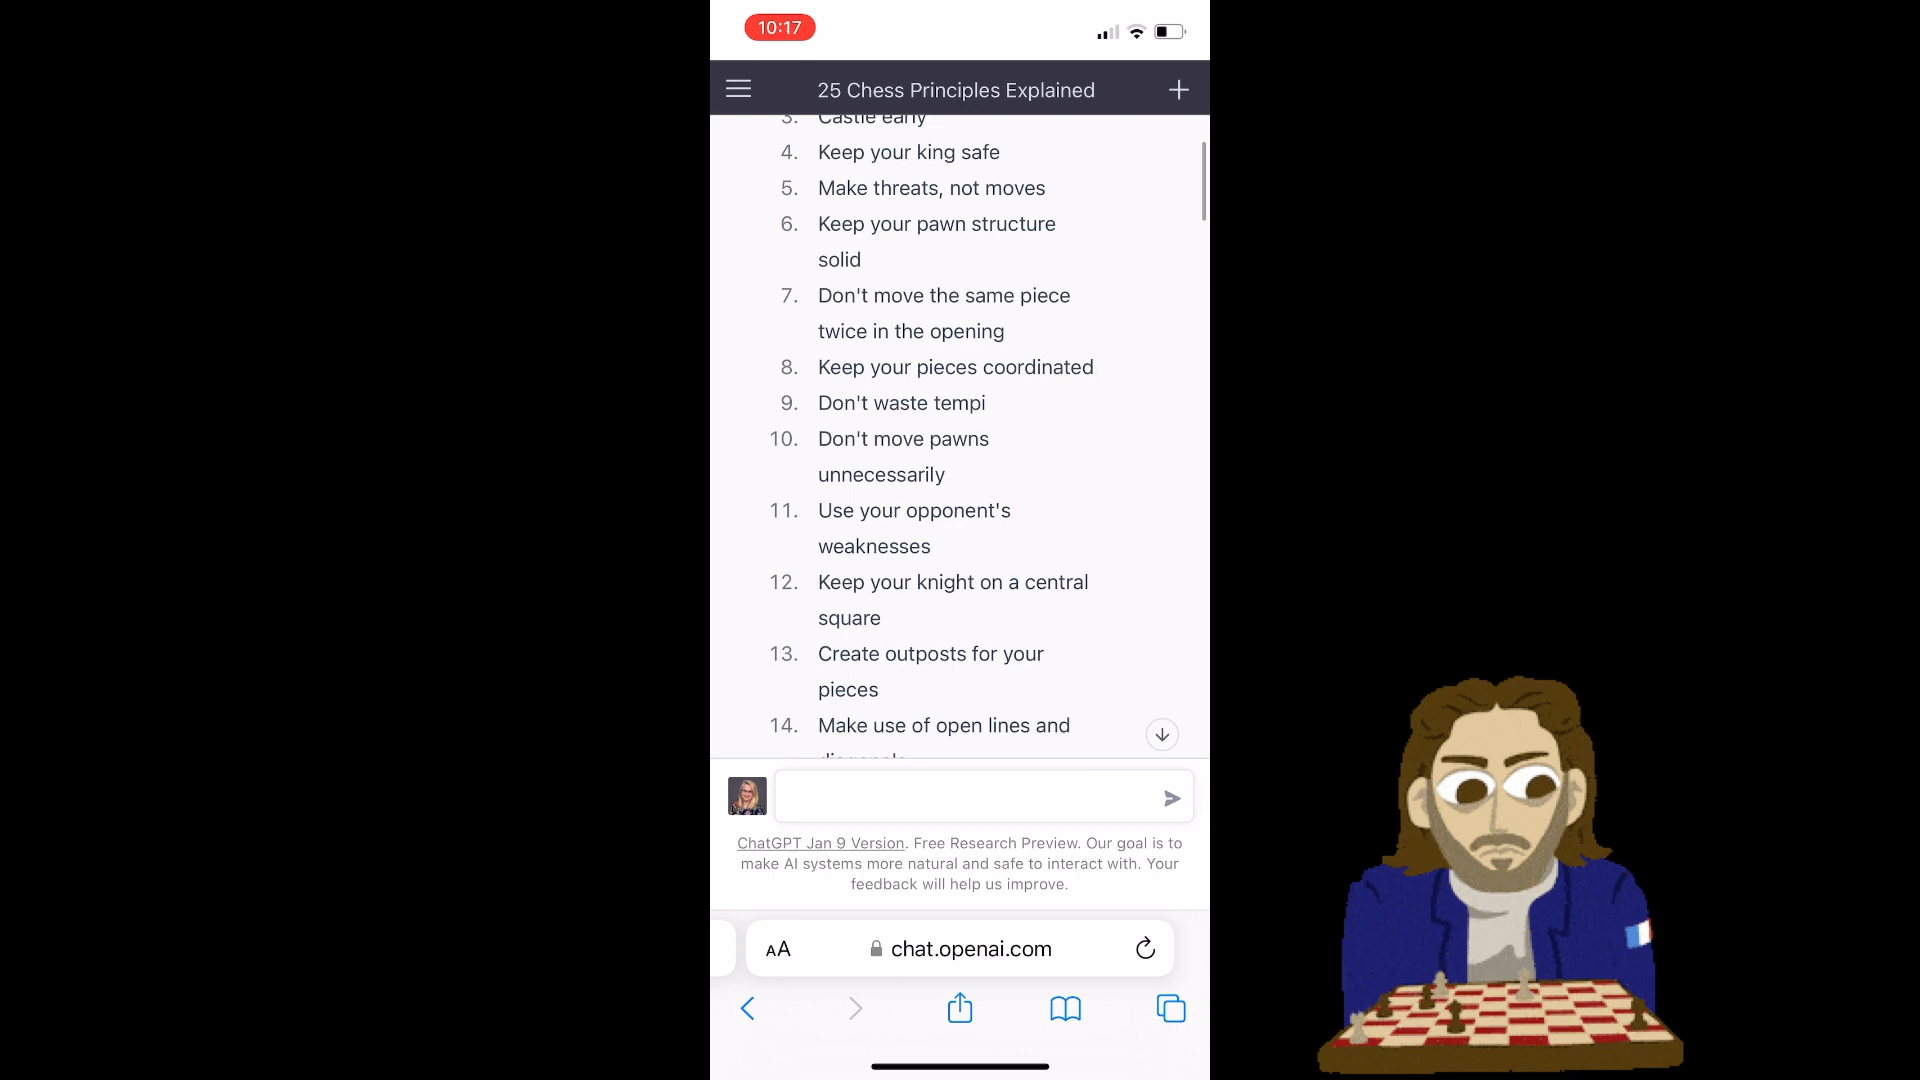 10:17
25 Chess Principles Explained
3. Castle early
4. Keep your king safe
5. Make threats, not moves
6. Keep your pawn structure
solid
7. Don't move the same piece
twice in the opening
8. Keep your pieces coordinated
9. Don't waste tempi
10. Don't move pawns
unnecessarily
11. Use your opponent's
weaknesses
12. Keep your knight on a central
square
13. Create outposts for your
pieces
14. Make use of open lines and
ChatGPT Jan 9 Version. Free Research Preview. Our goal is to
make AI systems more natural and safe to interact with. Your
feedback will help us improve.
AA chat.openai.com